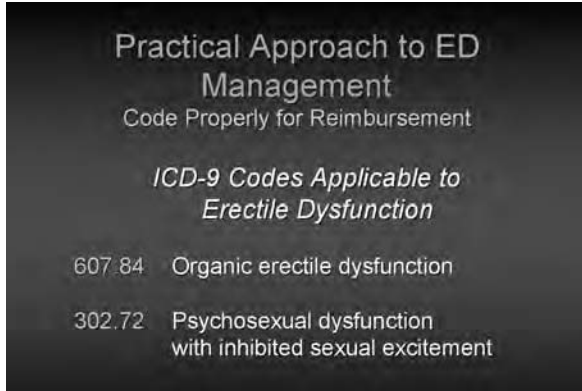 Practical Approach to ED
Management
Code Properly for Reimbursement
ICD-9 Codes Applicable to
Erectile Dysfunction
607.84 Organic erectile dysfunction
302.72 Psychosexual dysfunction
with inhibited sexual excitement